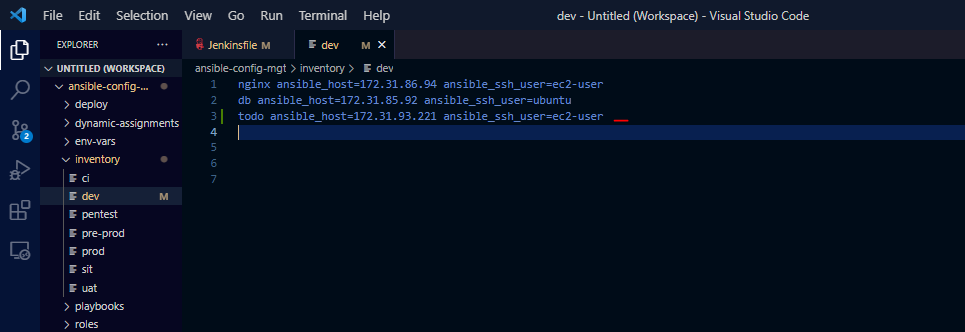 File Edit Selection View Go Run Terminal Help dev - Untitled (Workspace) - Visual Studio Code
EXPLORER ···
Jenkinsfile M
dev M
UNTITLED (WORKSPACE)
ansible-config-...
deploy
dynamic-assignments
env-vars
inventory
ci
dev M
pentest
pre-prod
prod
sit
uat
playbooks
roles
2
ansible-config-mgt > inventory > dev
1 nginx ansible_host=172.31.86.94 ansible_ssh_user=ec2-user
2 db ansible_host=172.31.85.92 ansible_ssh_user=ubuntu
3 todo ansible_host=172.31.93.221 ansible_ssh_user=ec2-user
4
5
6
7